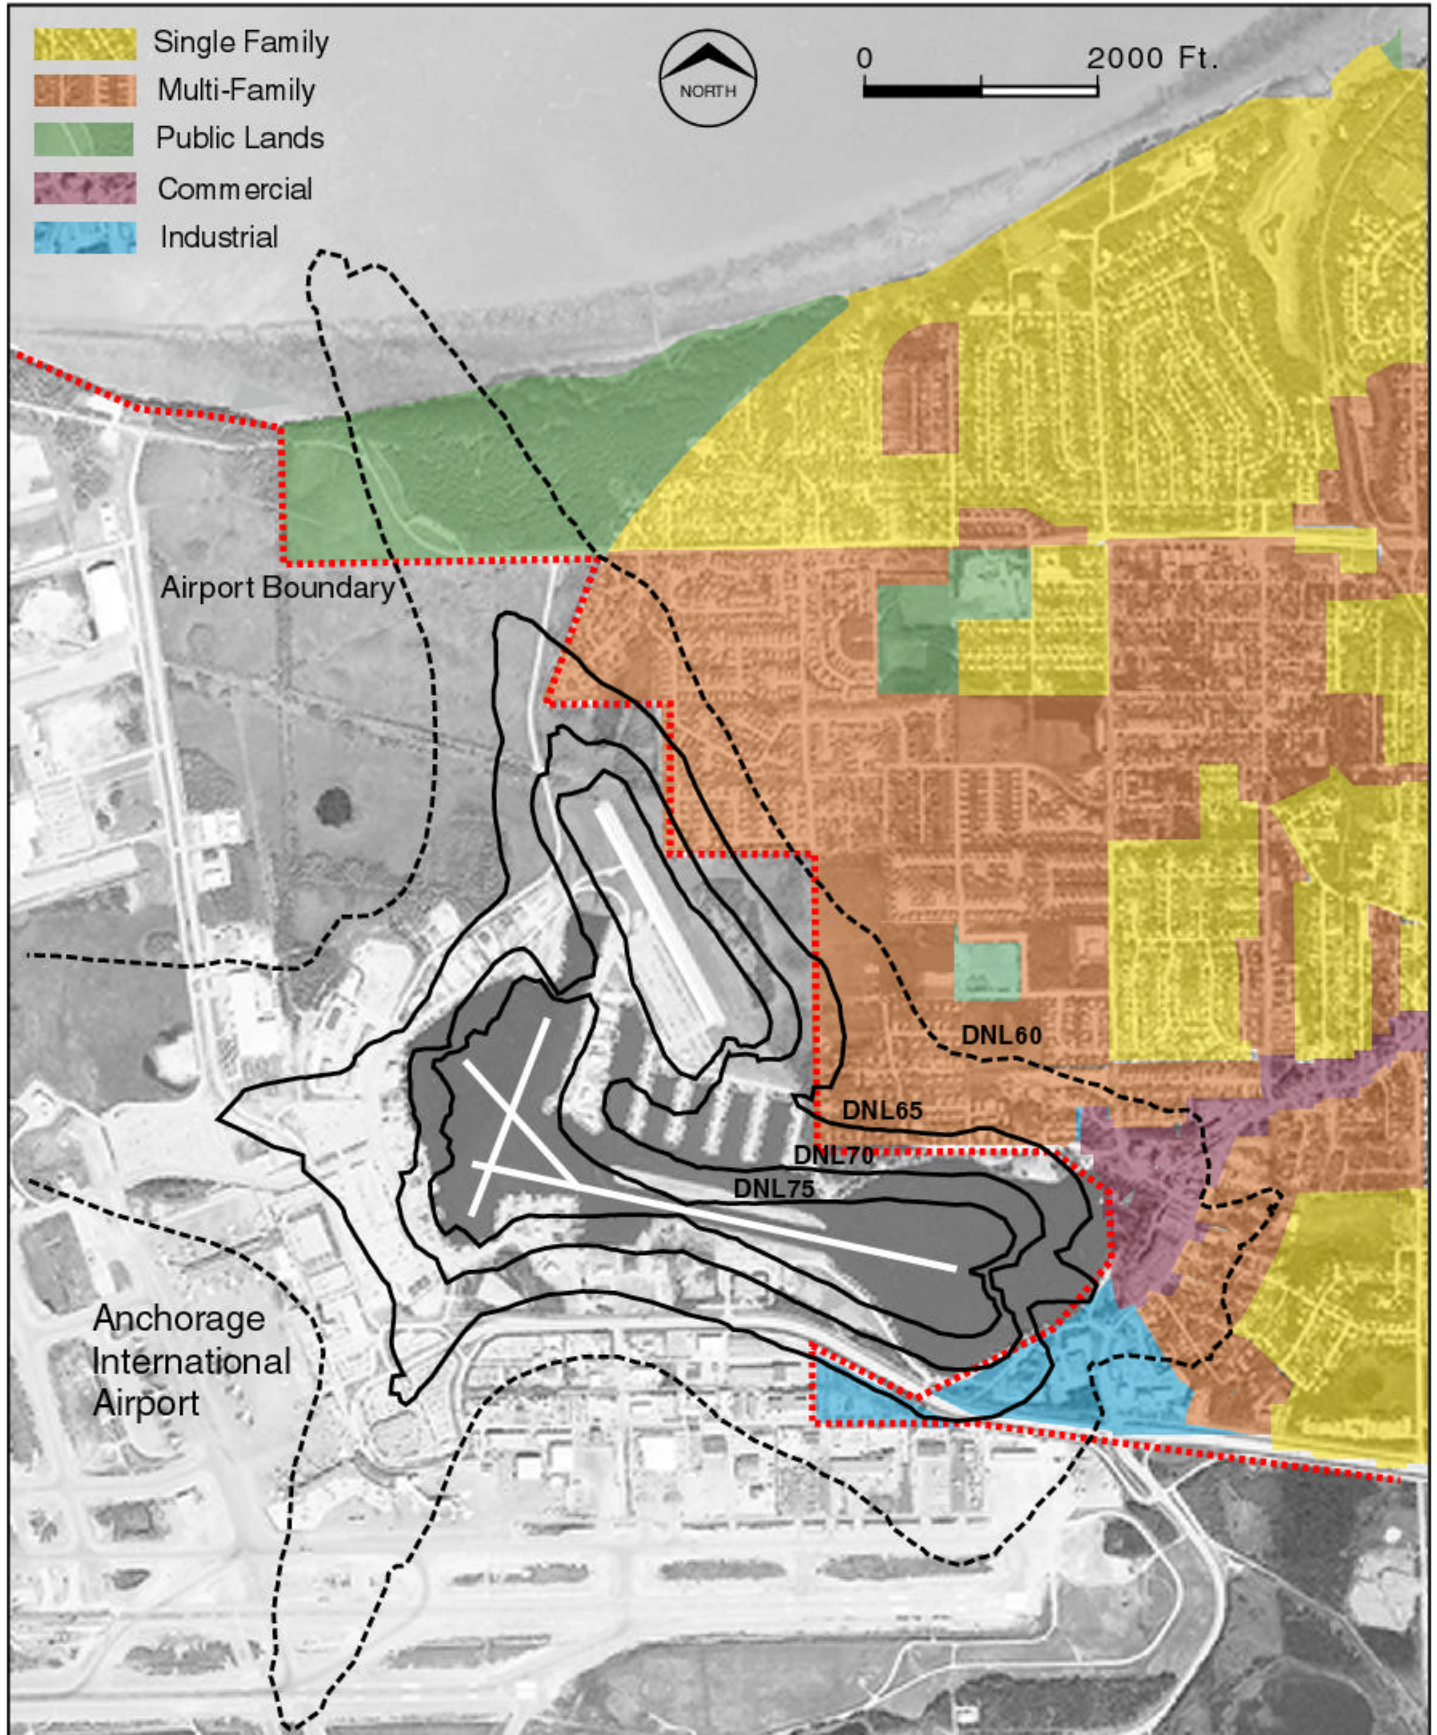 Single Family
Multi-Family
Public Lands
Commercial
Industrial
NORTH
0 2000 Ft.
Airport Boundary
DNL60
DNL65
DNL70
DNL75
Anchorage
International
Airport